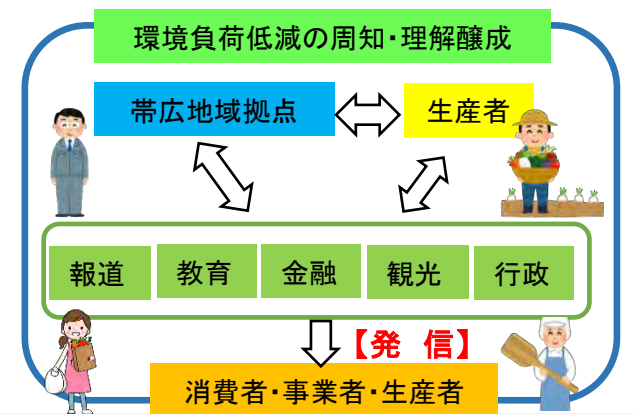 環境負荷低減の周知・理解醸成
帯広地域拠点
生産者
報道
教育
金融
観光
行政
【発 信】
消費者・事業者・生産者